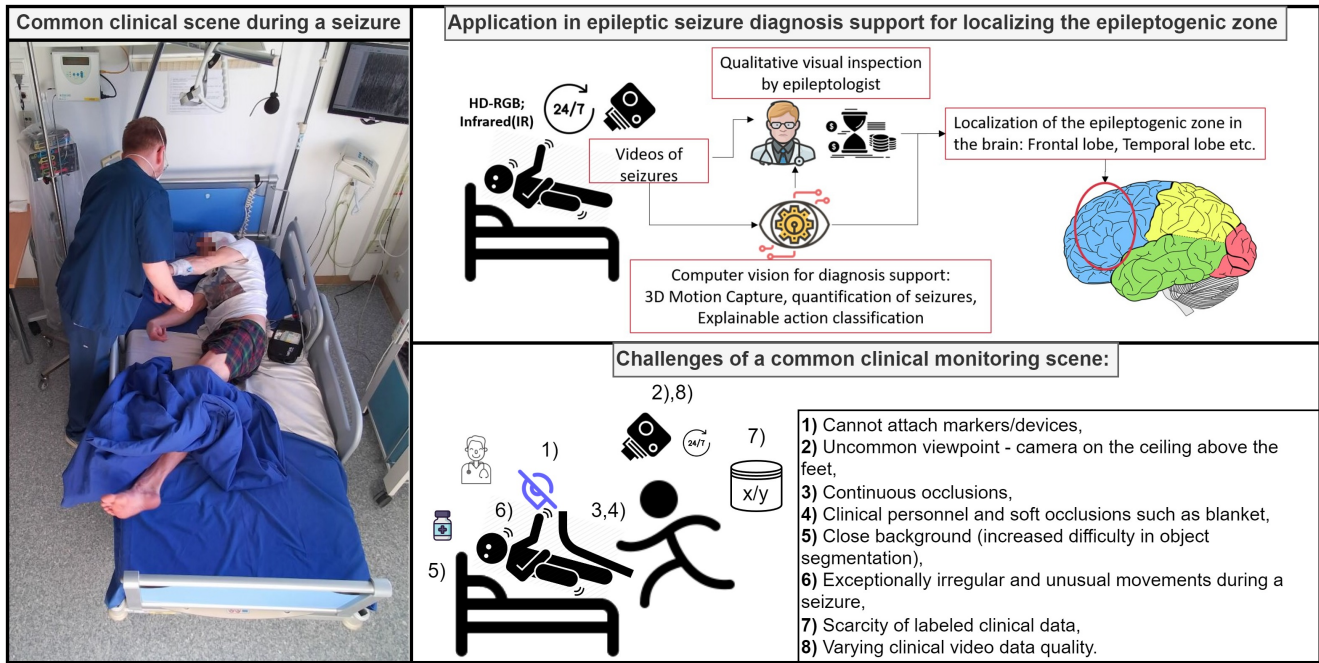 Common clinical scene during a seizure
Application in epileptic seizure diagnosis support for localizing the epileptogenic zone
HD-RGB;
Infrared(IR)
24/7
Videos of
seizures
Qualitative visual inspection
by epileptologist
Localization of the epileptogenic zone in
the brain: Frontal lobe, Temporal lobe etc.
Computer vision for diagnosis support:
3D Motion Capture, quantification of seizures,
Explainable action classification
Challenges of a common clinical monitoring scene:
2),8)
24/7
7)
x/y
1)
6)
3,4)
5)
1) Cannot attach markers/devices,
2) Uncommon viewpoint - camera on the ceiling above the
feet,
3) Continuous occlusions,
4) Clinical personnel and soft occlusions such as blanket,
5) Close background (increased difficulty in object
segmentation),
6) Exceptionally irregular and unusual movements during a
seizure,
7) Scarcity of labeled clinical data,
8) Varying clinical video data quality.